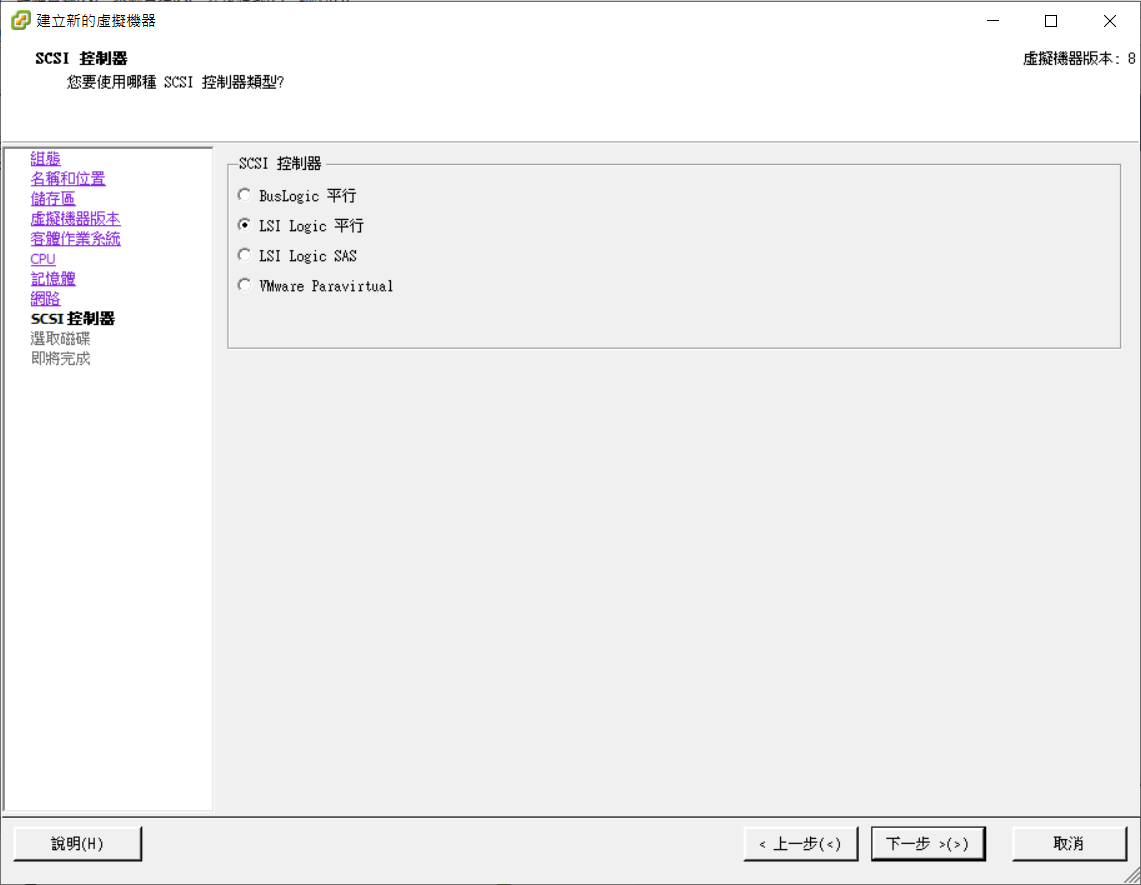 建立新的虛擬機器
SCSI 控制器
虛擬機器版本: 8
您要使用哪種 SCSI 控制器類型?
組態
名稱和位置
儲存區
虛擬機器版本
客體作業系統
CPU
記憶體
網路
SCSI 控制器
選取磁碟
即將完成
SCSI 控制器
BusLogic 平行
LSI Logic 平行
LSI Logic SAS
VMware Paravirtual
說明(H)
< 上一步(<)
下一步 >(>)
取消